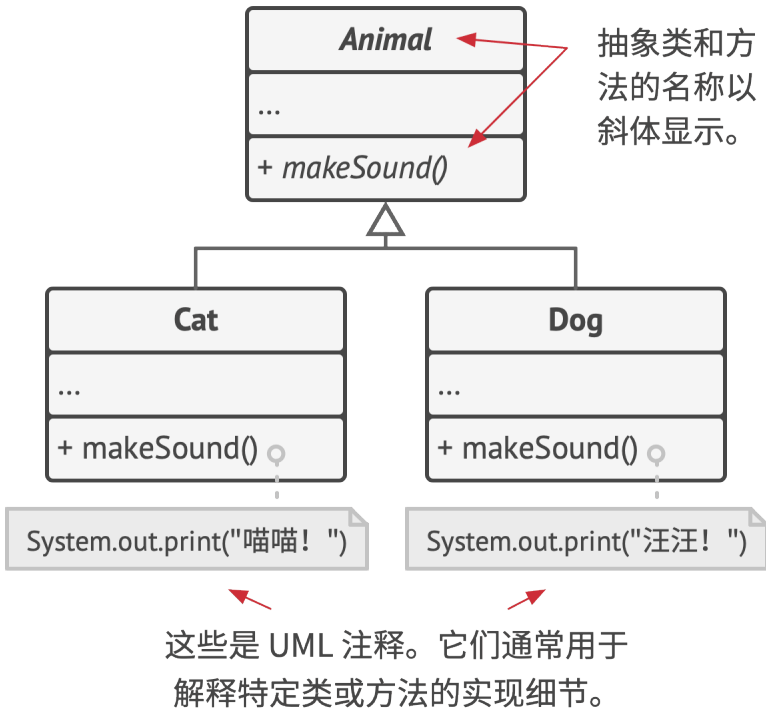 Animal
...
+ makeSound()
抽象类和方
法的名称以
斜体显示。
Cat
...
+ makeSound()
Dog
...
+ makeSound()
System.out.print("喵喵！")
System.out.print("汪汪！")
这些是 UML 注释。它们通常用于
解释特定类或方法的实现细节。